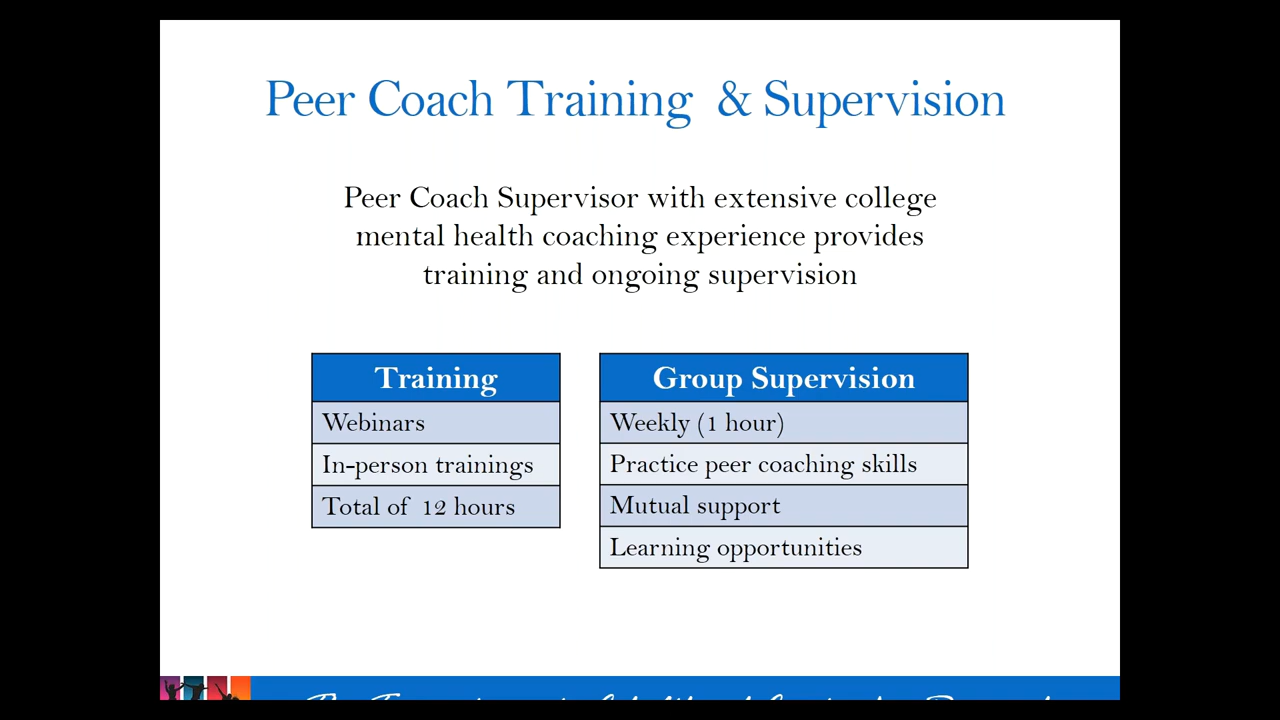 Peer Coach Training & Supervision
Peer Coach Supervisor with extensive college
mental health coaching experience provides
training and ongoing supervision
Training
Webinars
In-person trainings
Total of 12 hours
Group Supervision
Weekly (1 hour)
Practice peer coaching skills
Mutual support
Learning opportunities